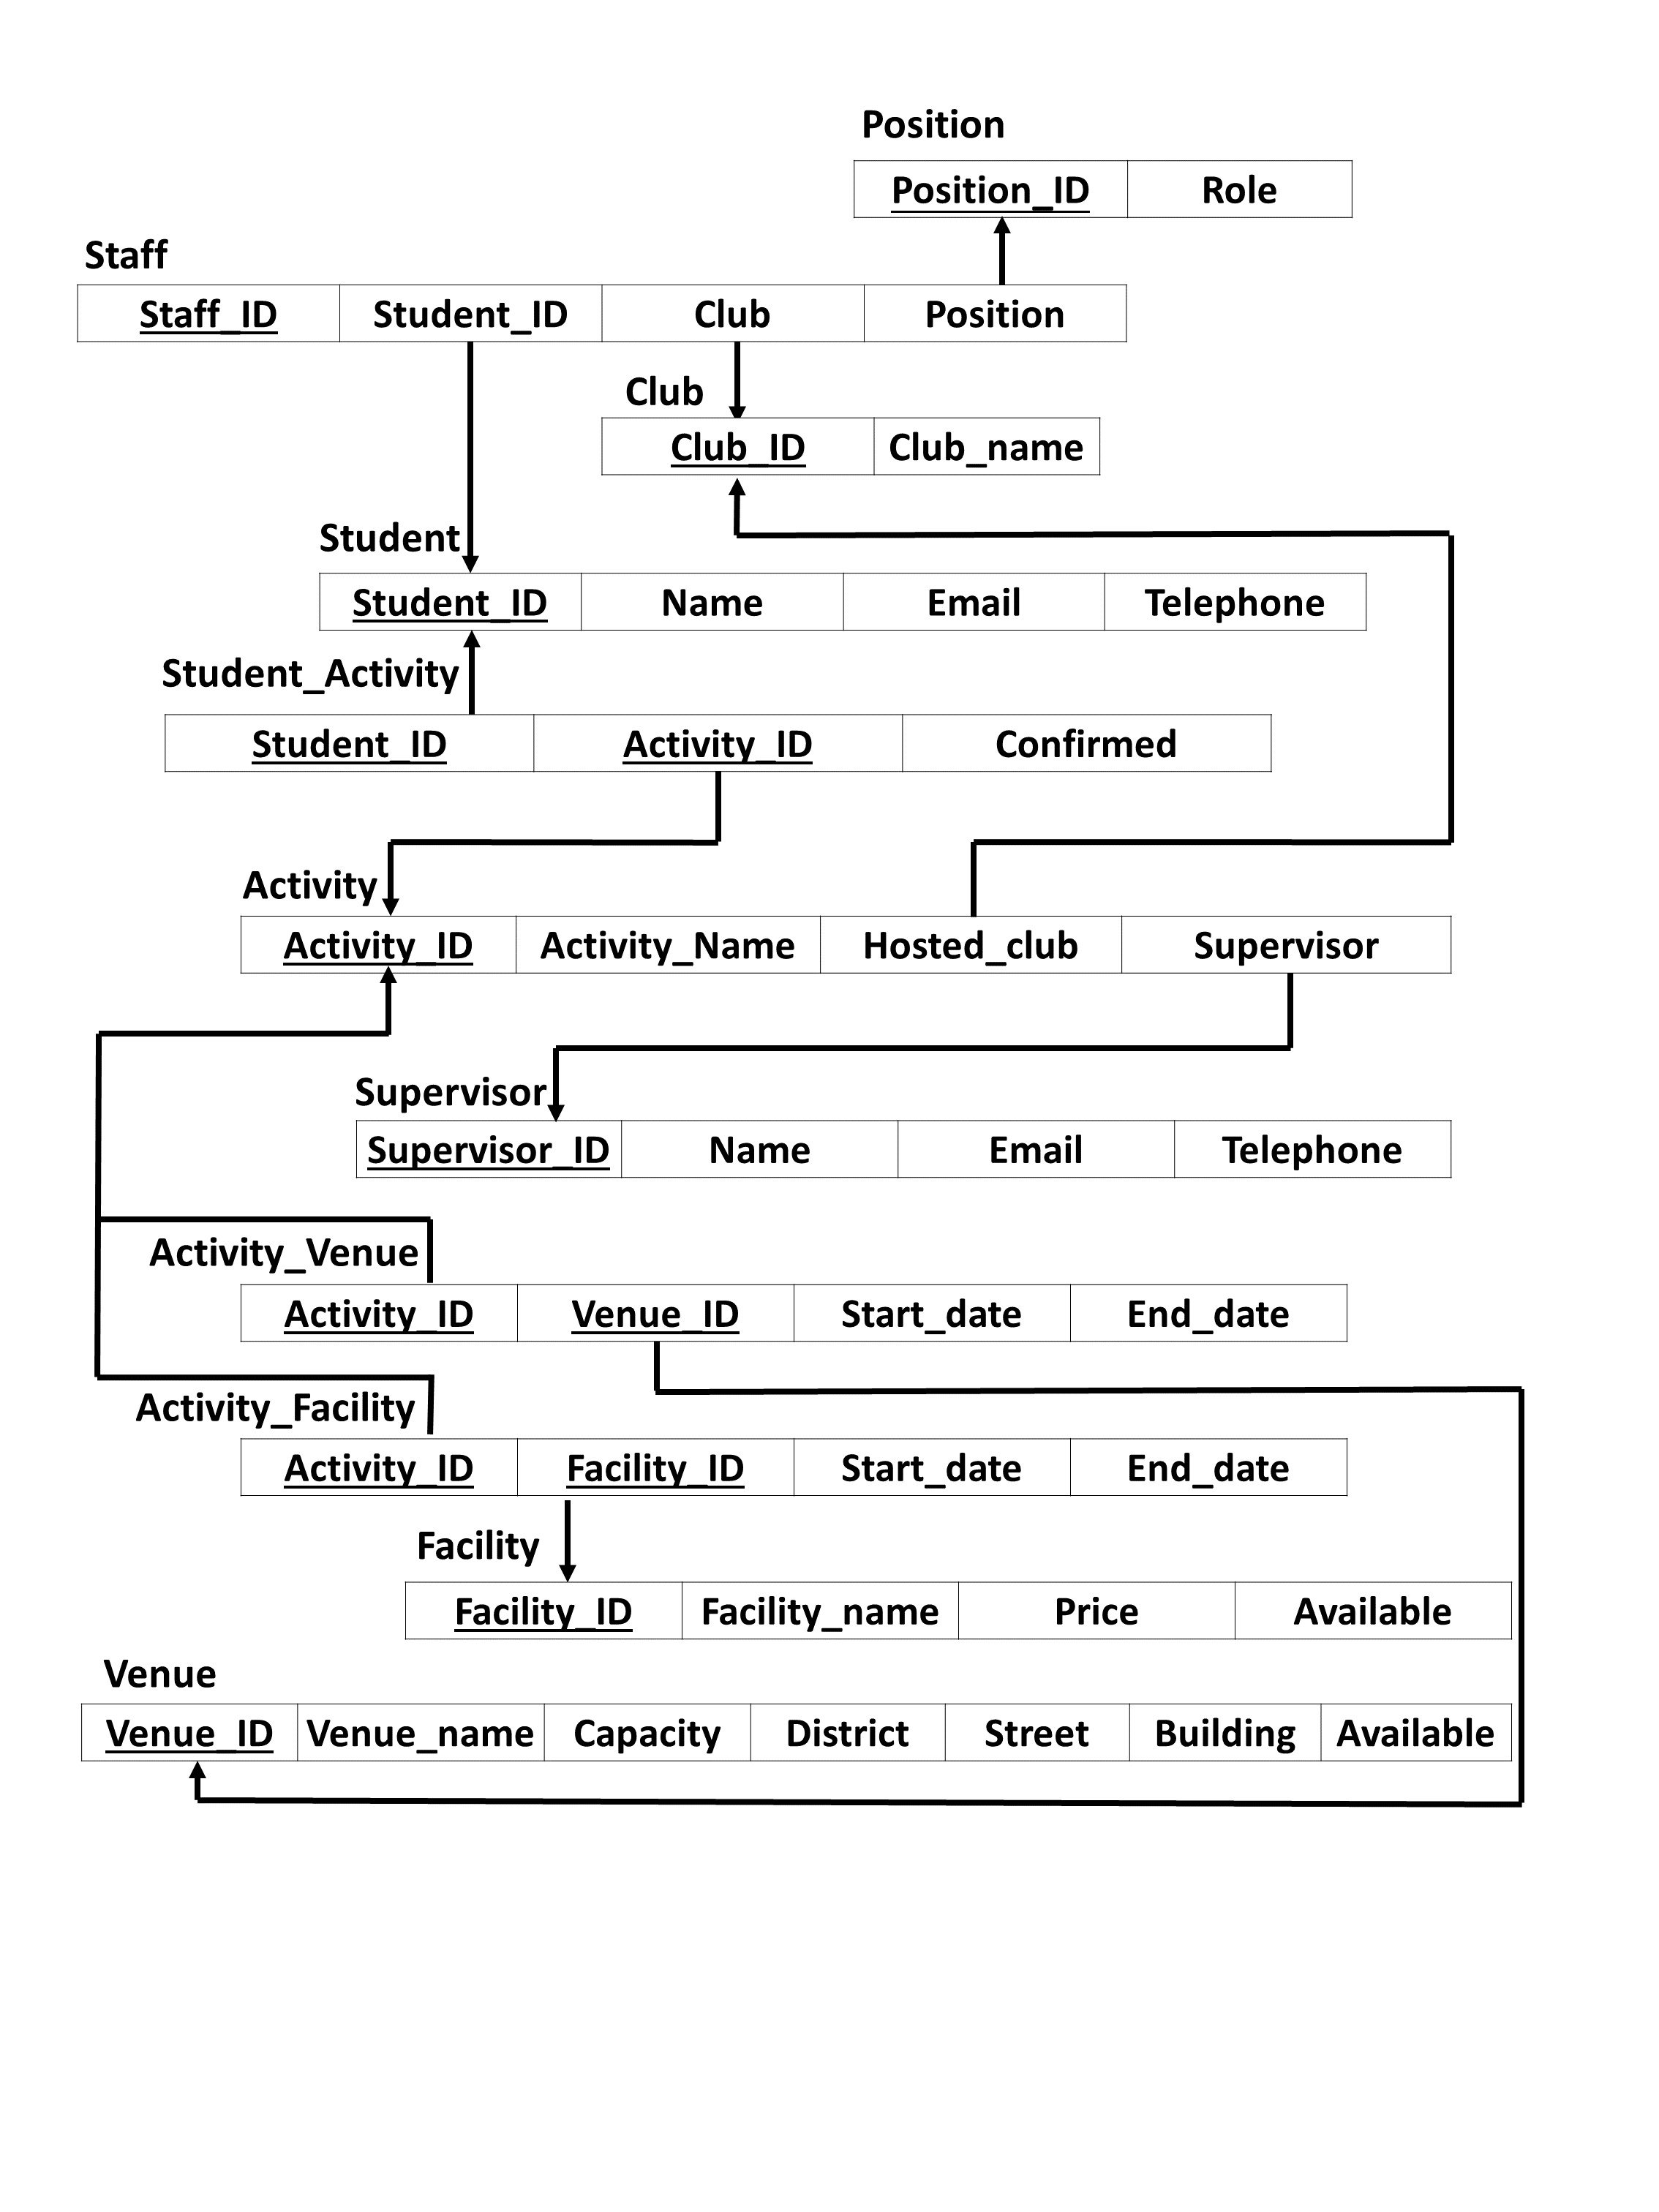 Position
Position_ID Role
Staff
Staff_ID Student_ID Club Position
Club
Club_ID Club_name
Student
Student_ID Name Email Telephone
Student_Activity
Student_ID Activity_ID Confirmed
Activity
Activity_ID Activity_Name Hosted_club Supervisor
Supervisor
Supervisor_ID Name Email Telephone
Activity_Venue
Activity_ID Venue_ID Start_date End_date
Activity_Facility
Activity_ID Facility_ID Start_date End_date
Facility
Facility_ID Facility_name Price Available
Venue
Venue_ID Venue_name Capacity District Street Building Available